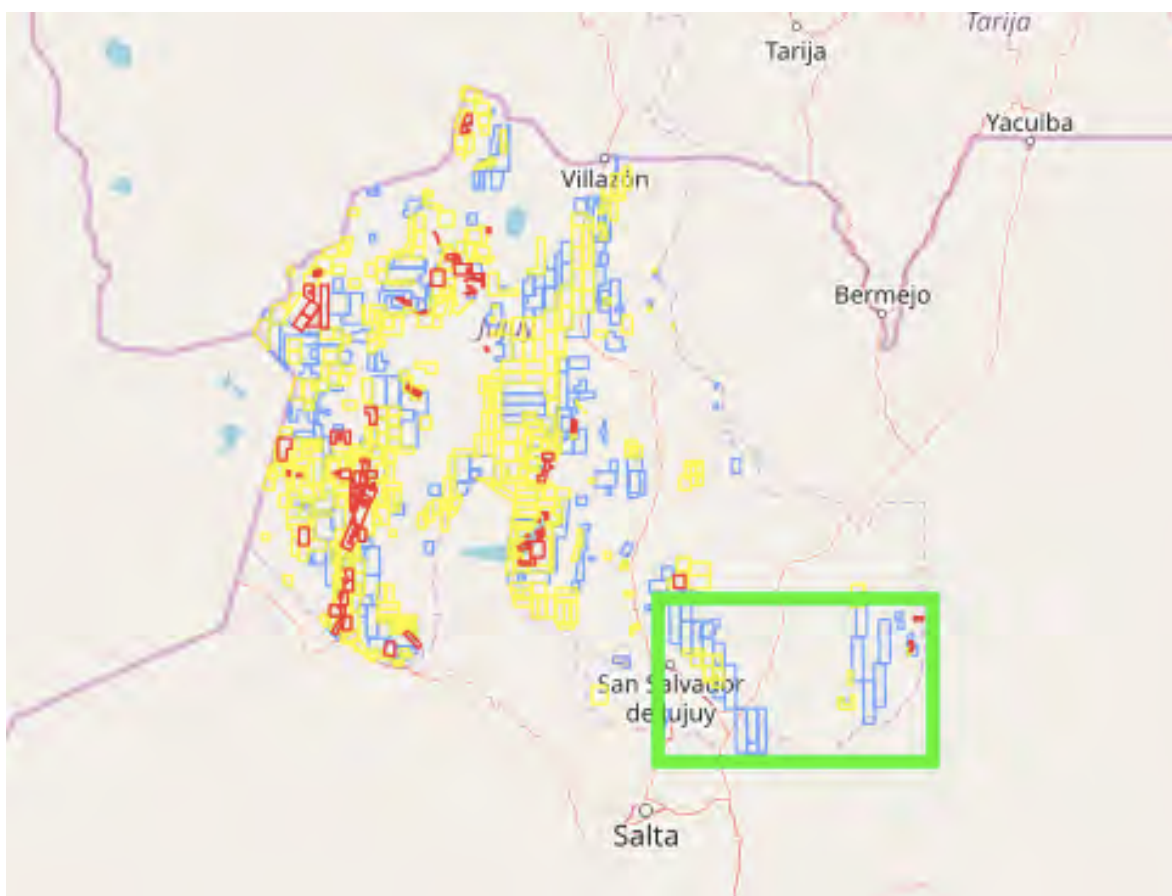 Tarija
Tarija
Yacuiba
Villazón
Bermejo
Jujuy
San Salvador
de Jujuy
Salta